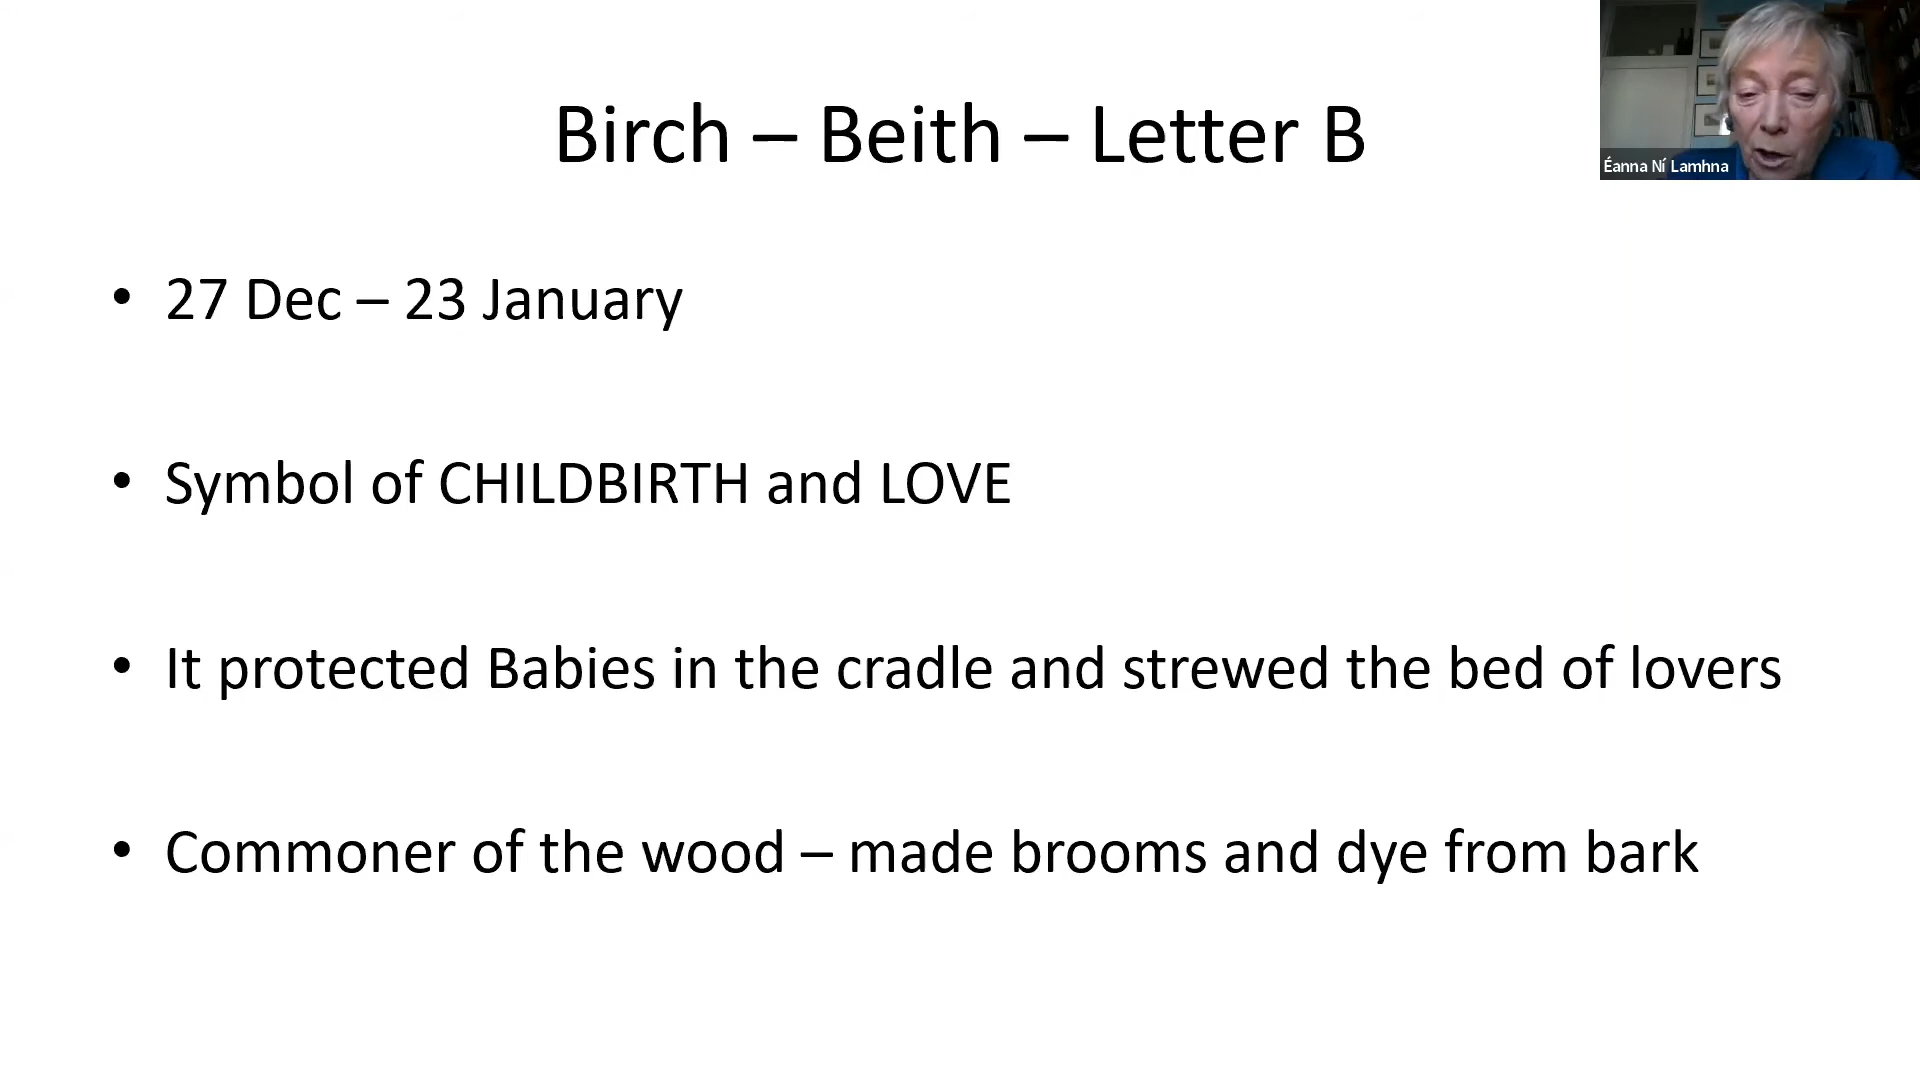 Birch – Beith – Letter B
Éanna Ní Lamhna
• 27 Dec – 23 January
• Symbol of CHILDBIRTH and LOVE
• It protected Babies in the cradle and strewed the bed of lovers
• Commoner of the wood – made brooms and dye from bark